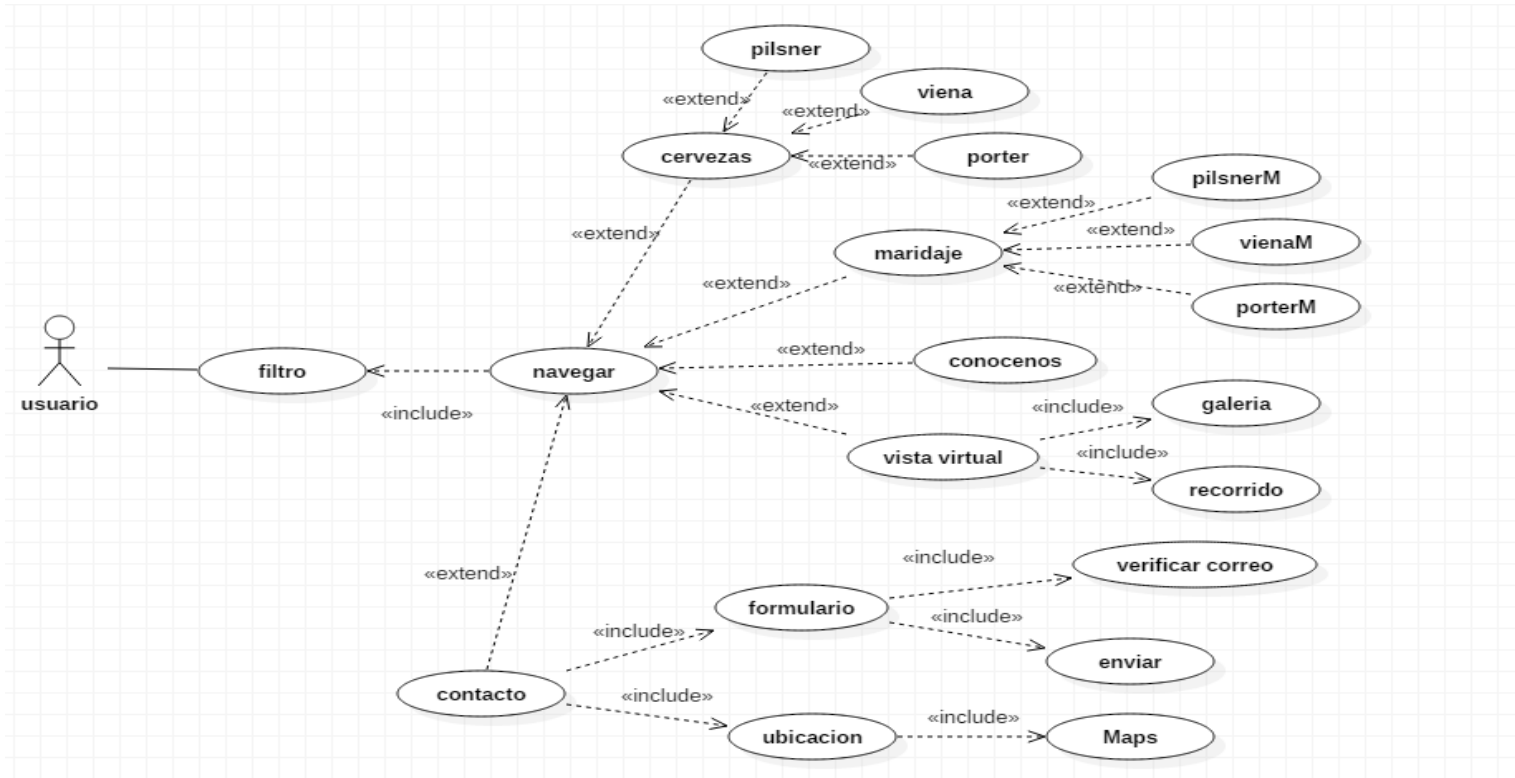 pilsner
«extend»
viena
«extend»
cervezas
«extend»
porter
pilsnerM
«extend»
«extend»
vienaM
«extend»
maridaje
«extend»
«extend»
porterM
usuario
filtro
«include»
navegar
«extend»
conocenos
«extend»
«include»
galeria
vista virtual
«include»
recorrido
«extend»
«include»
verificar correo
formulario
«include»
«include»
enviar
contacto
«include»
ubicacion
«include»
Maps